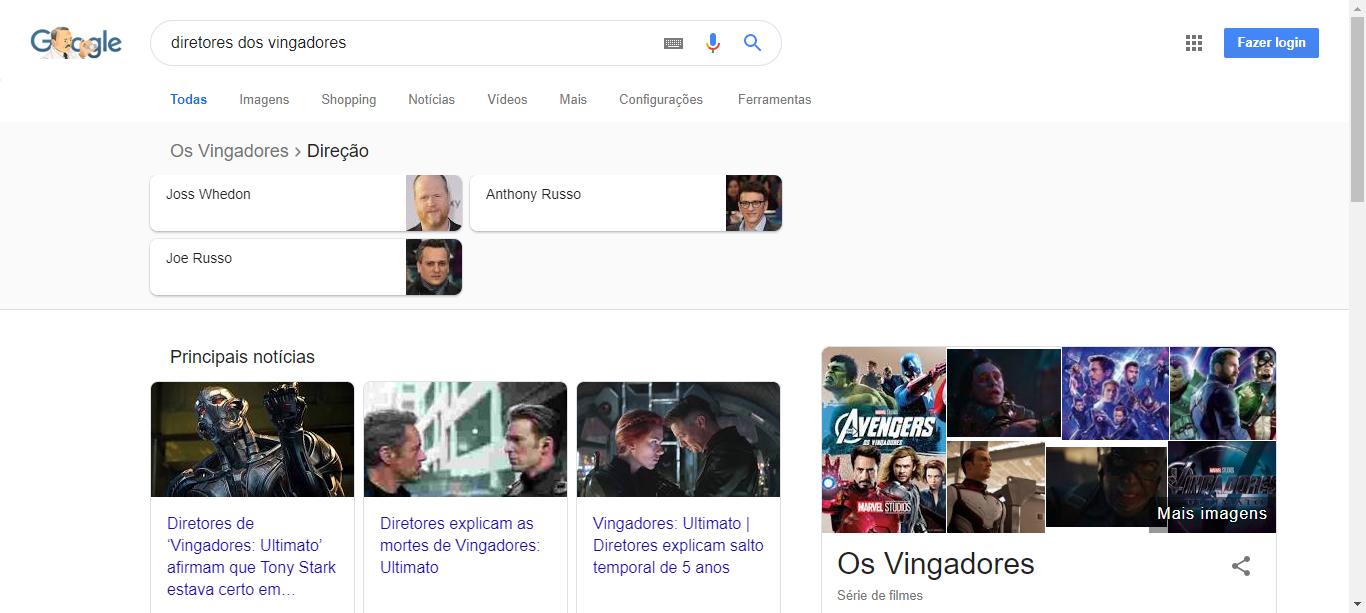 Google
diretores dos vingadores
Fazer login
Todas Imagens Shopping Notícias Vídeos Mais Configurações Ferramentas
Os Vingadores › Direção
Joss Whedon
Anthony Russo
Joe Russo
Principais notícias
Diretores de
‘Vingadores: Ultimato’
afirmam que Tony Stark
estava certo em…
Diretores explicam as
mortes de Vingadores:
Ultimato
Vingadores: Ultimato |
Diretores explicam salto
temporal de 5 anos
AVENGERS
OS VINGADORES
MARVEL STUDIOS
MARVEL STUDIOS
VINGADORES
Mais imagens
Os Vingadores
Série de filmes